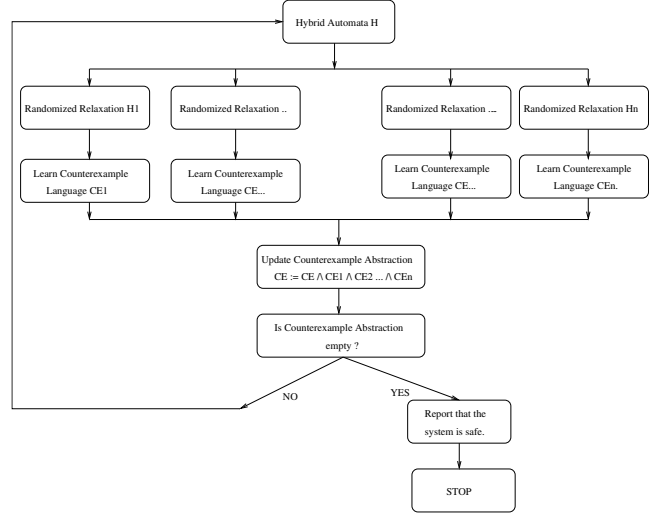 Hybrid Automata H
Randomized Relaxation H1
Randomized Relaxation ..
Randomized Relaxation ...
Randomized Relaxation Hn
Learn Counterexample
Language CE1
Learn Counterexample
Language CE...
Learn Counterexample
Language CE...
Learn Counterexample
Language CEn.
Update Counterexample Abstraction
CE := CE /\ CE1 /\ CE2 ... /\ CEn
Is Counterexample Abstraction
empty ?
NO
YES
Report that the
system is safe.
STOP